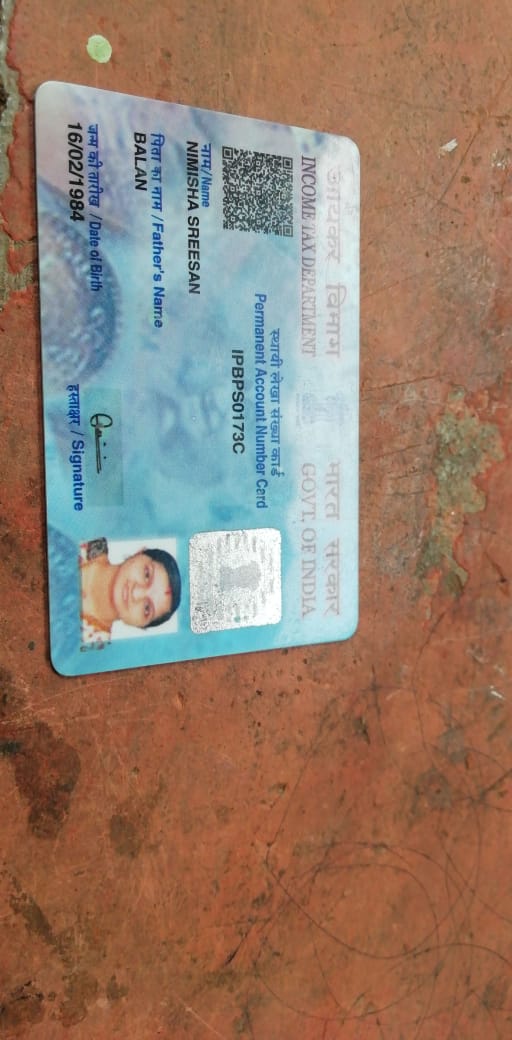 आयकर विभाग
INCOME TAX DEPARTMENT
भारत सरकार
GOVT. OF INDIA
स्थायी लेखा संख्या कार्ड
Permanent Account Number Card
IPBPS0173C
नाम/Name
NIMISHA SREESAN
पिता का नाम /Father's Name
BALAN
जन्म की तारीख /Date of Birth
16/02/1984
हस्ताक्षर / Signature